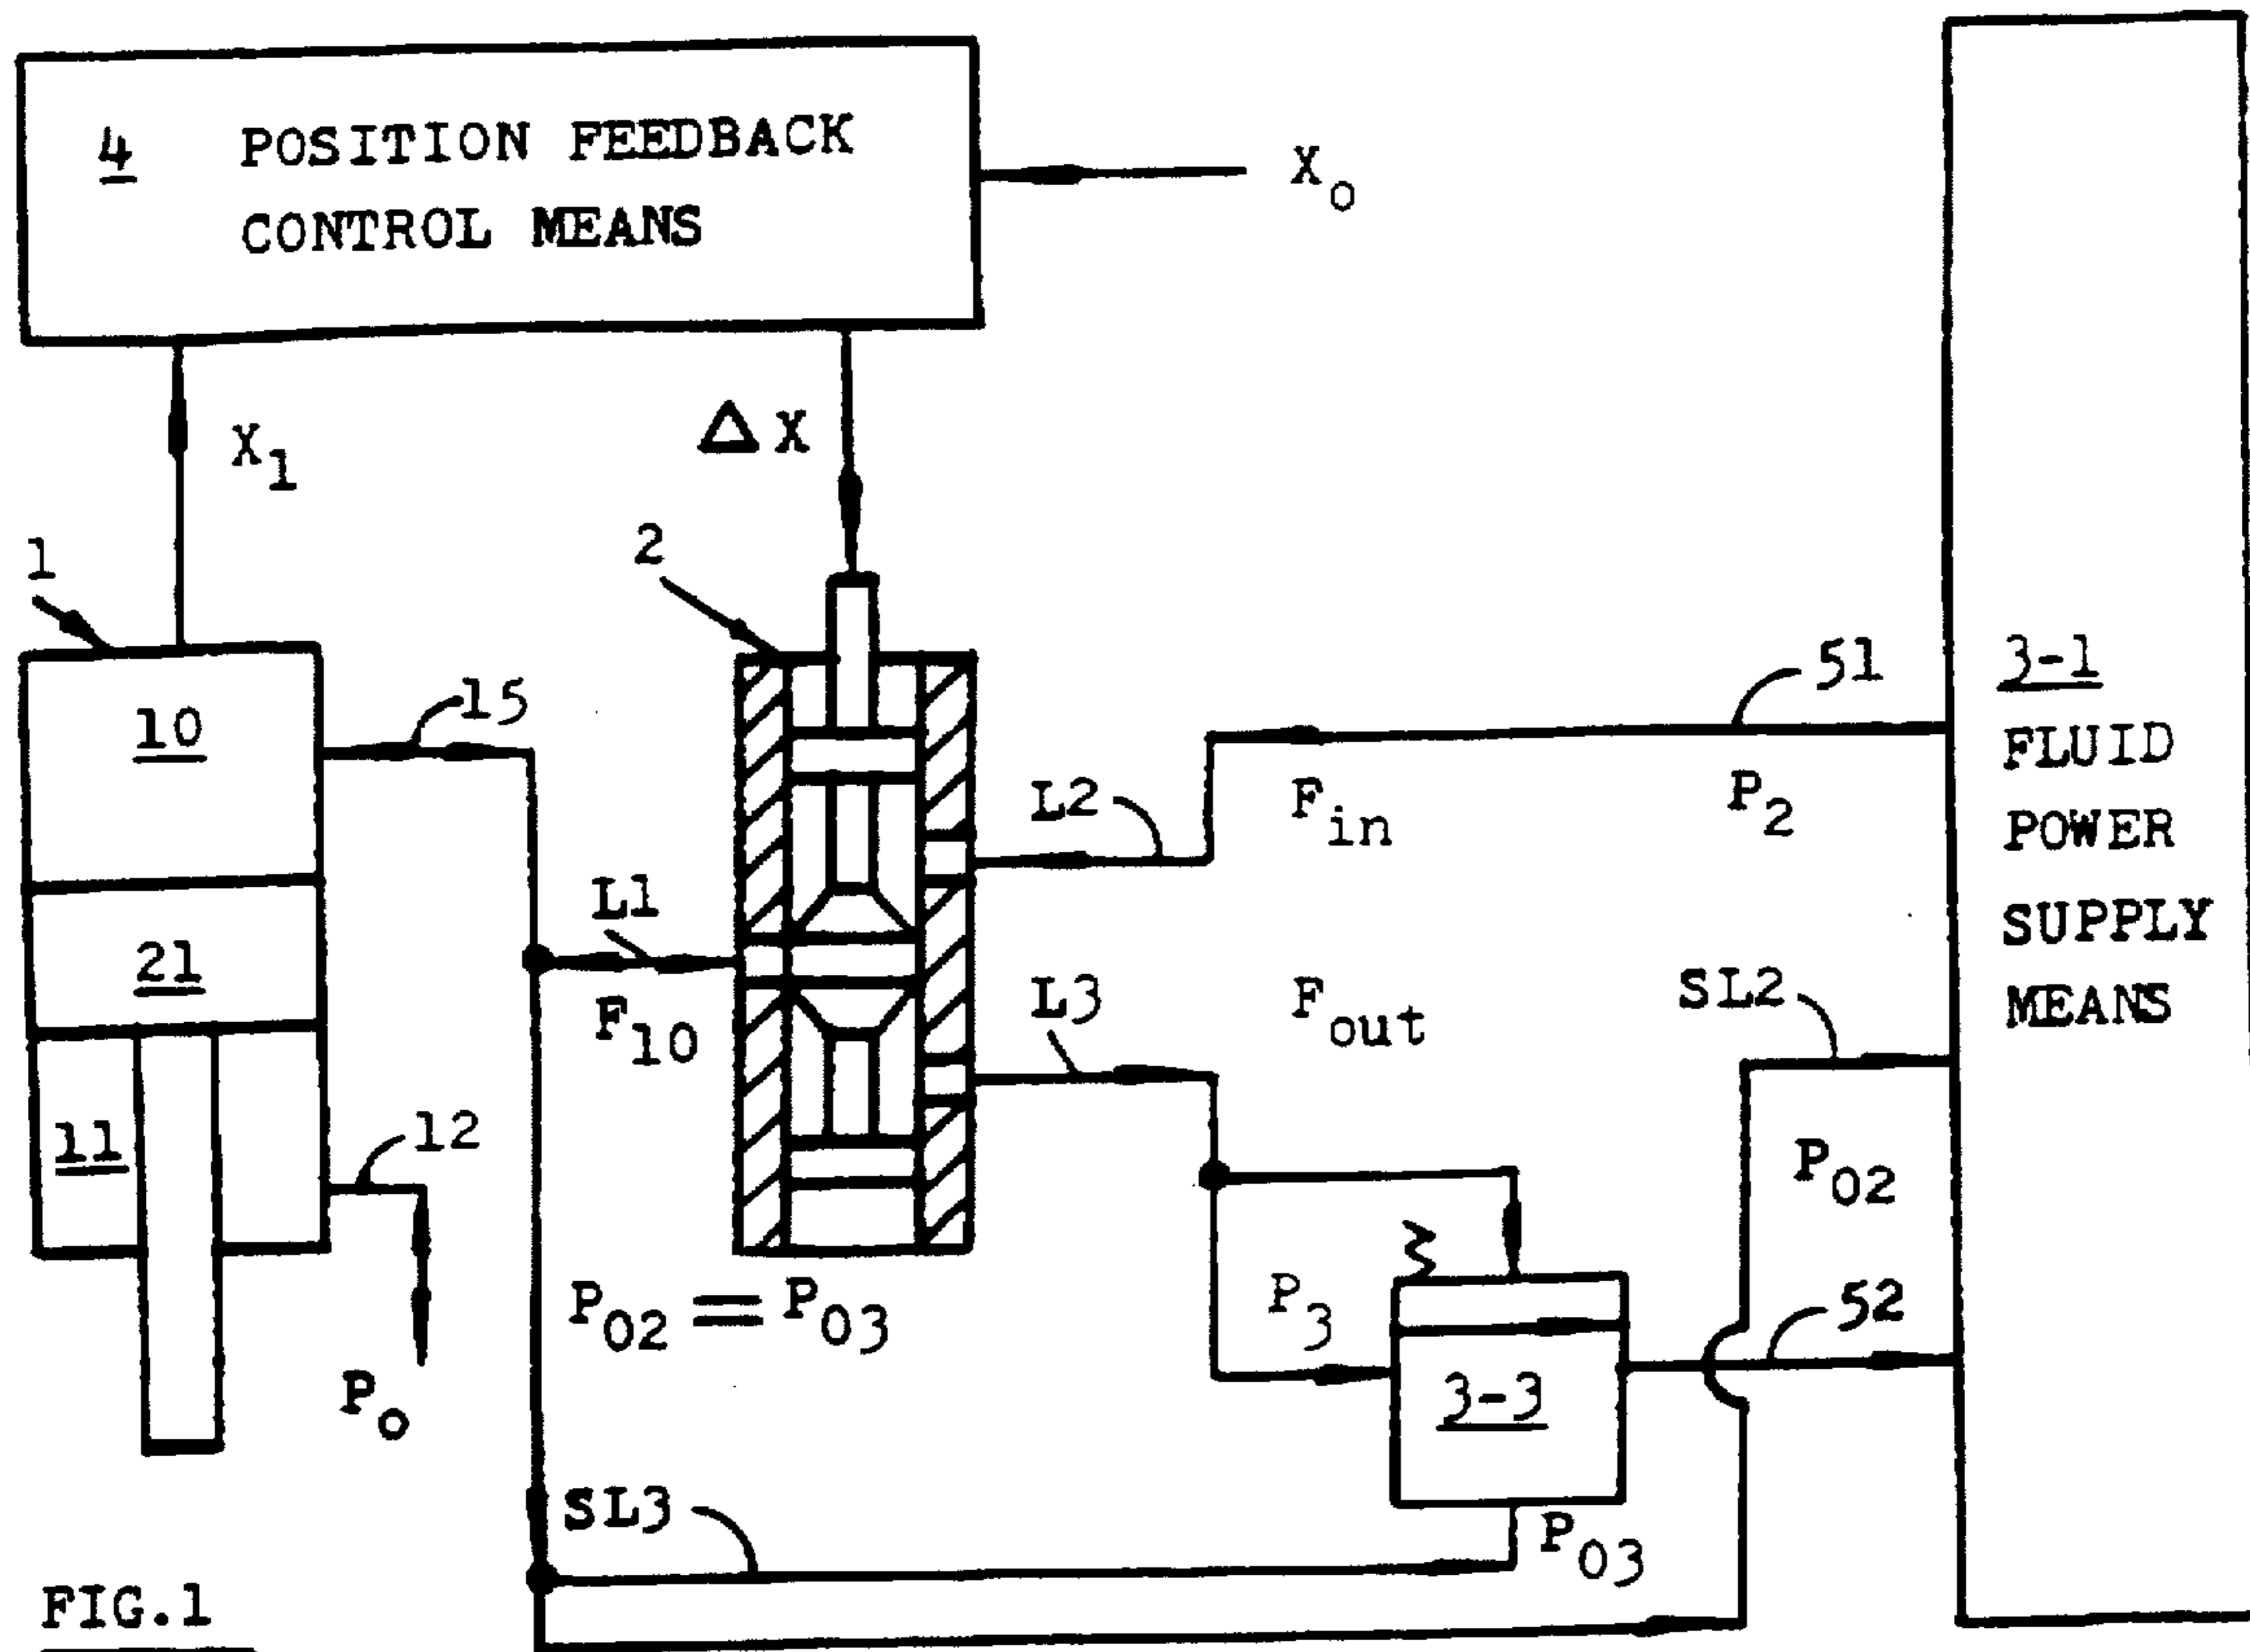 4 POSITION FEEDBACK
CONTROL MEANS
X₀
X₁
ΔX
1
2
10
15
51
3-1
FLUID
POWER
SUPPLY
MEANS
L2
Fin
P₂
L1
F₁₀
21
L3
Fout
SL2
11
12
P₀₂
P₀₂ = P₀₃
P₃
52
P₀
3-3
SL3
P₀₃
FIG.1